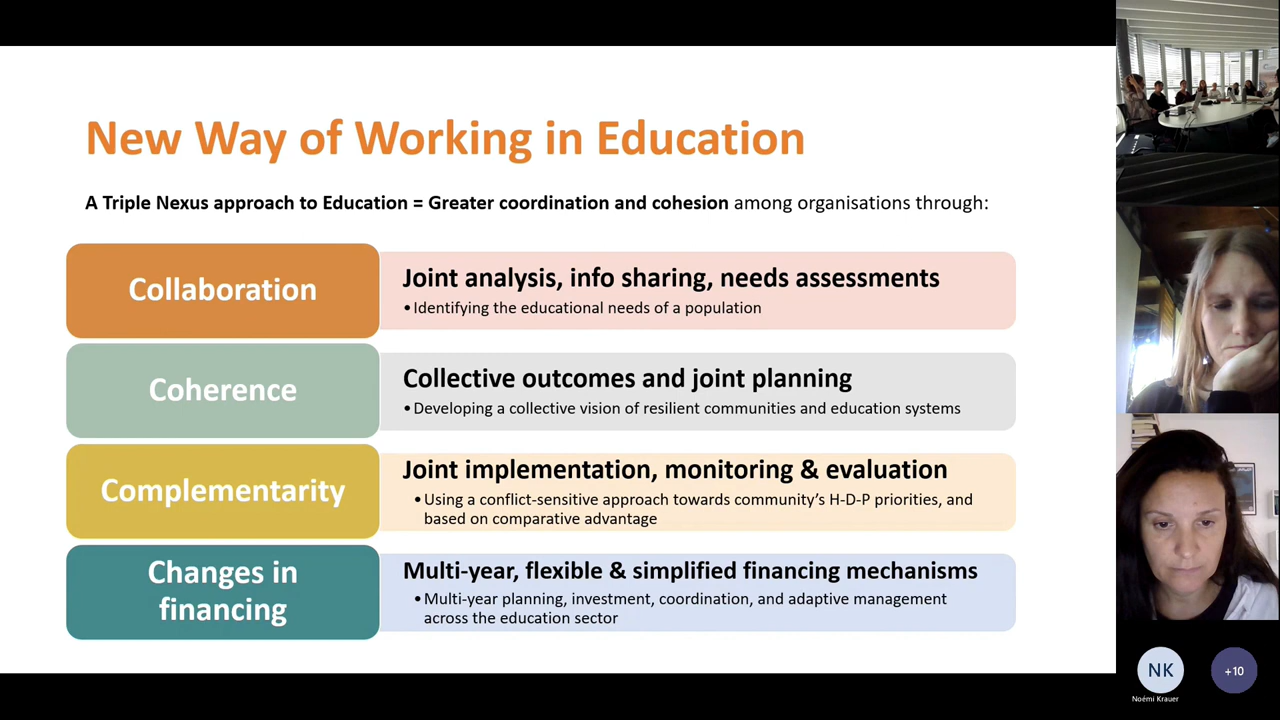 New Way of Working in Education
A Triple Nexus approach to Education = Greater coordination and cohesion among organisations through:
Collaboration
Joint analysis, info sharing, needs assessments
•Identifying the educational needs of a population
Coherence
Collective outcomes and joint planning
•Developing a collective vision of resilient communities and education systems
Complementarity
Joint implementation, monitoring & evaluation
•Using a conflict-sensitive approach towards community’s H-D-P priorities, and
based on comparative advantage
Changes in
financing
Multi-year, flexible & simplified financing mechanisms
•Multi-year planning, investment, coordination, and adaptive management
across the education sector
NK
+10
Noémi Krauer